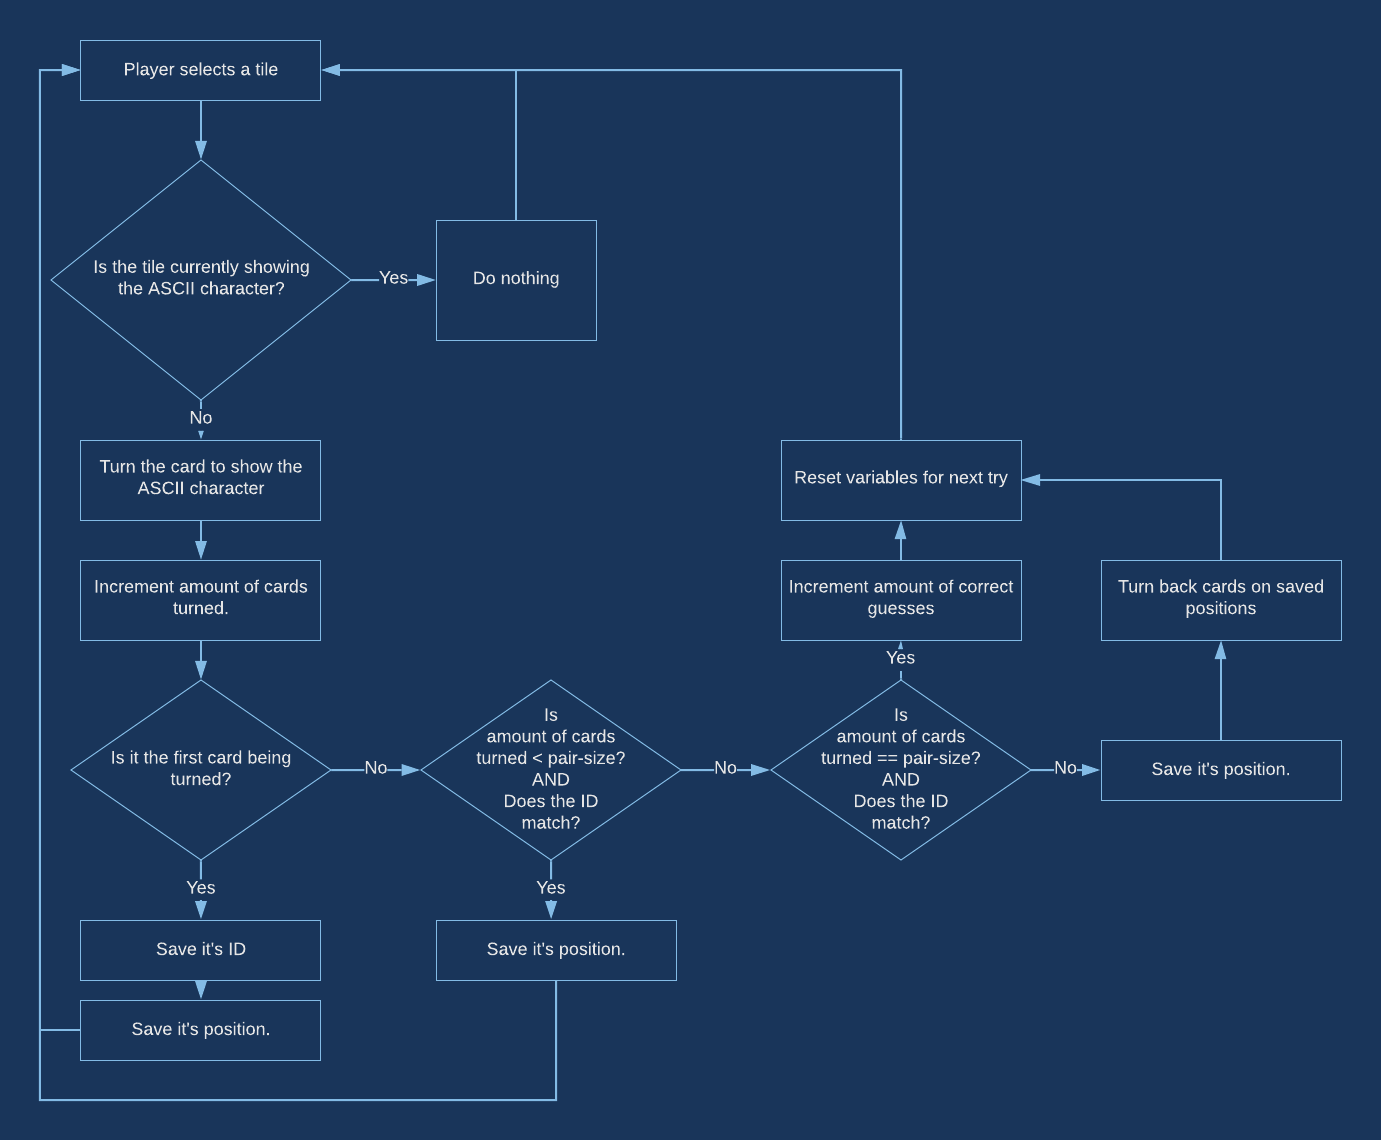 Player selects a tile
Is the tile currently showing
the ASCII character?
Yes
Do nothing
No
Turn the card to show the
ASCII character
Increment amount of cards
turned.
Is it the first card being
turned?
No
Is
amount of cards
turned < pair-size?
AND
Does the ID
match?
No
Is
amount of cards
turned == pair-size?
AND
Does the ID
match?
No
Save it's position.
Turn back cards on saved
positions
Yes
Increment amount of correct
guesses
Reset variables for next try
Yes
Save it's position.
Yes
Save it's ID
Save it's position.